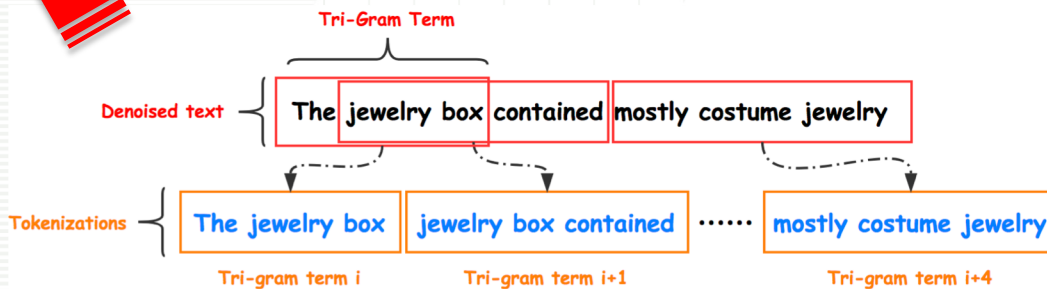 Tri-Gram Term
Denoised text The jewelry box contained mostly costume jewelry
Tokenizations The jewelry box jewelry box contained ...... mostly costume jewelry
Tri-gram term i Tri-gram term i+1 Tri-gram term i+4